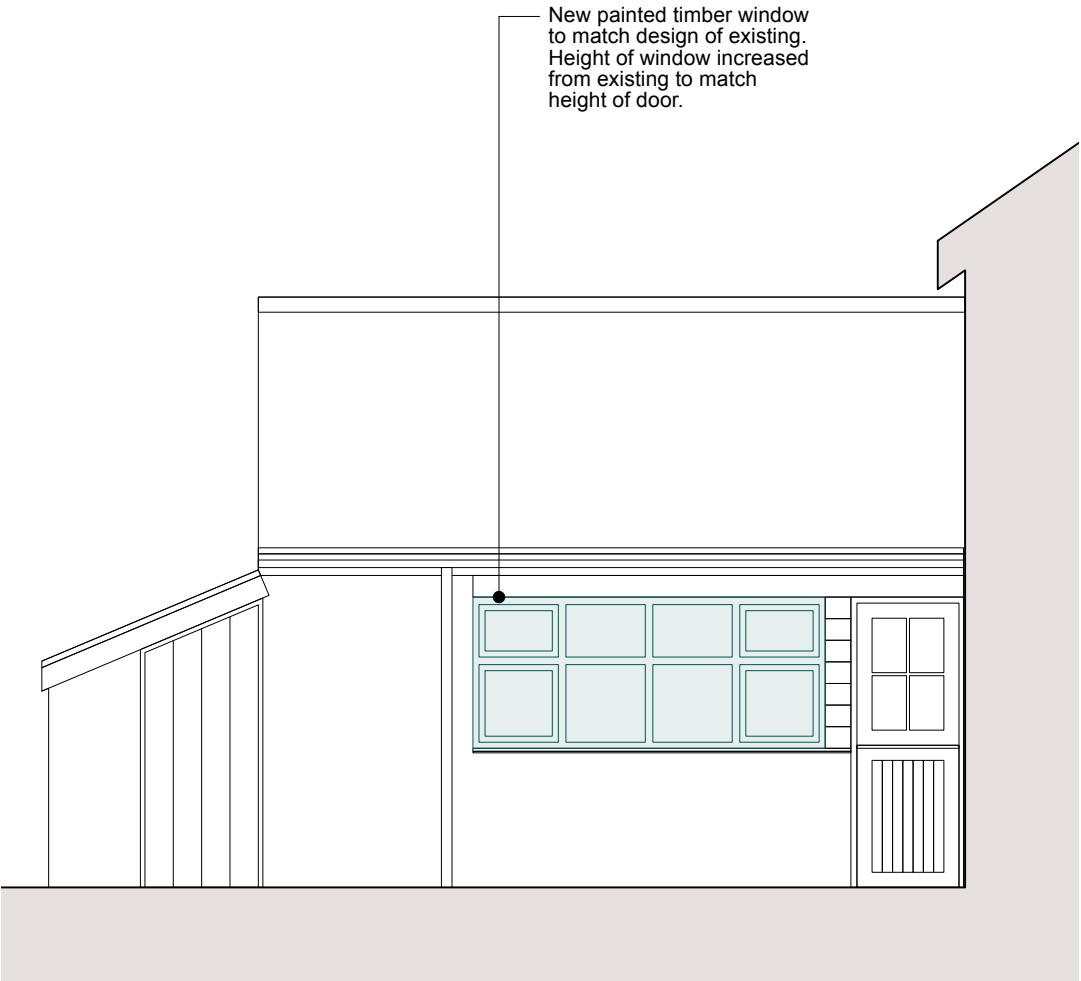 New painted timber window
to match design of existing.
Height of window increased
from existing to match
height of door.